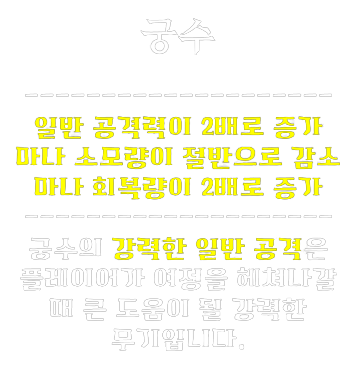 궁수
--------------------
일반 공격력이 2배로 증가
마나 소모량이 절반으로 감소
마나 회복량이 2배로 증가
--------------------
궁수의 강력한 일반 공격은
플레이어가 여정을 헤쳐나갈
때 큰 도움이 될 강력한
무기입니다.